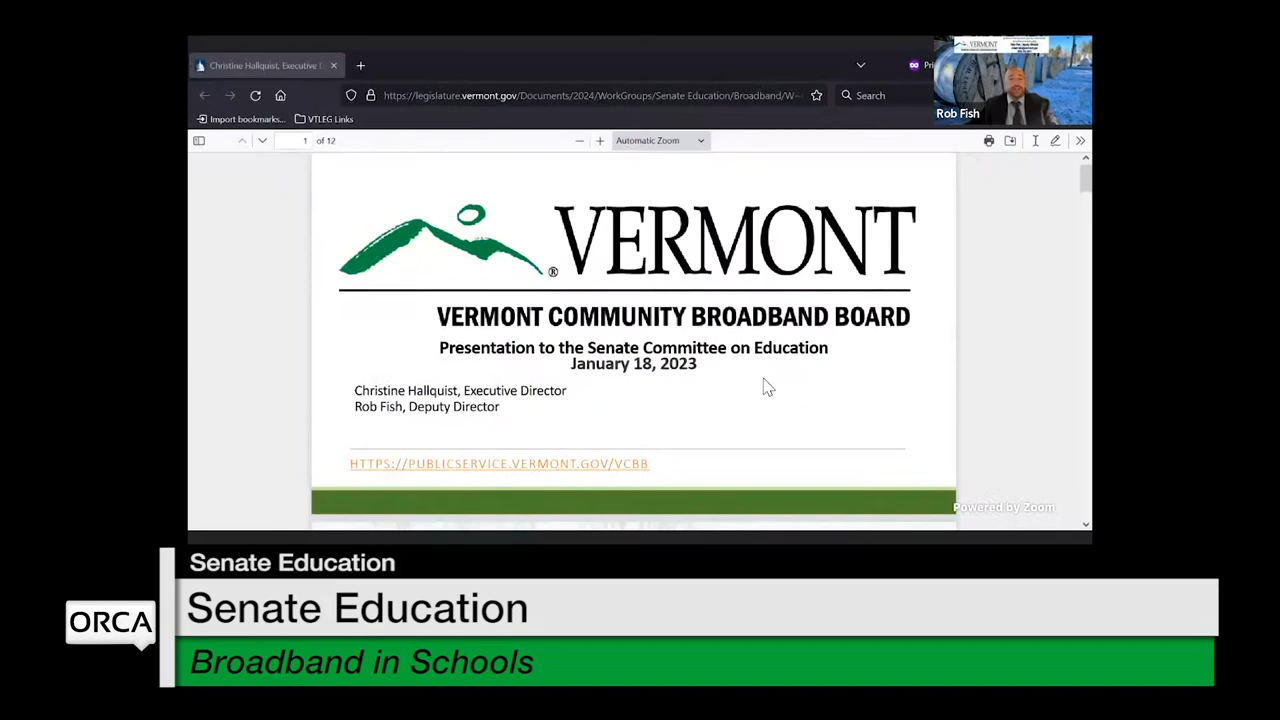 VERMONT
Rob Fish
Christine Hallquist, Executive
https://legislature.vermont.gov/Documents/2024/WorkGroups/Senate Education/Broadband/W
Search
Import bookmarks...
VTLEG Links
1 of 12
Automatic Zoom
® VERMONT
VERMONT COMMUNITY BROADBAND BOARD
Presentation to the Senate Committee on Education
January 18, 2023
Christine Hallquist, Executive Director
Rob Fish, Deputy Director
HTTPS://PUBLICSERVICE.VERMONT.GOV/VCBB
Powered by Zoom
Senate Education
ORCA
Senate Education
Broadband in Schools